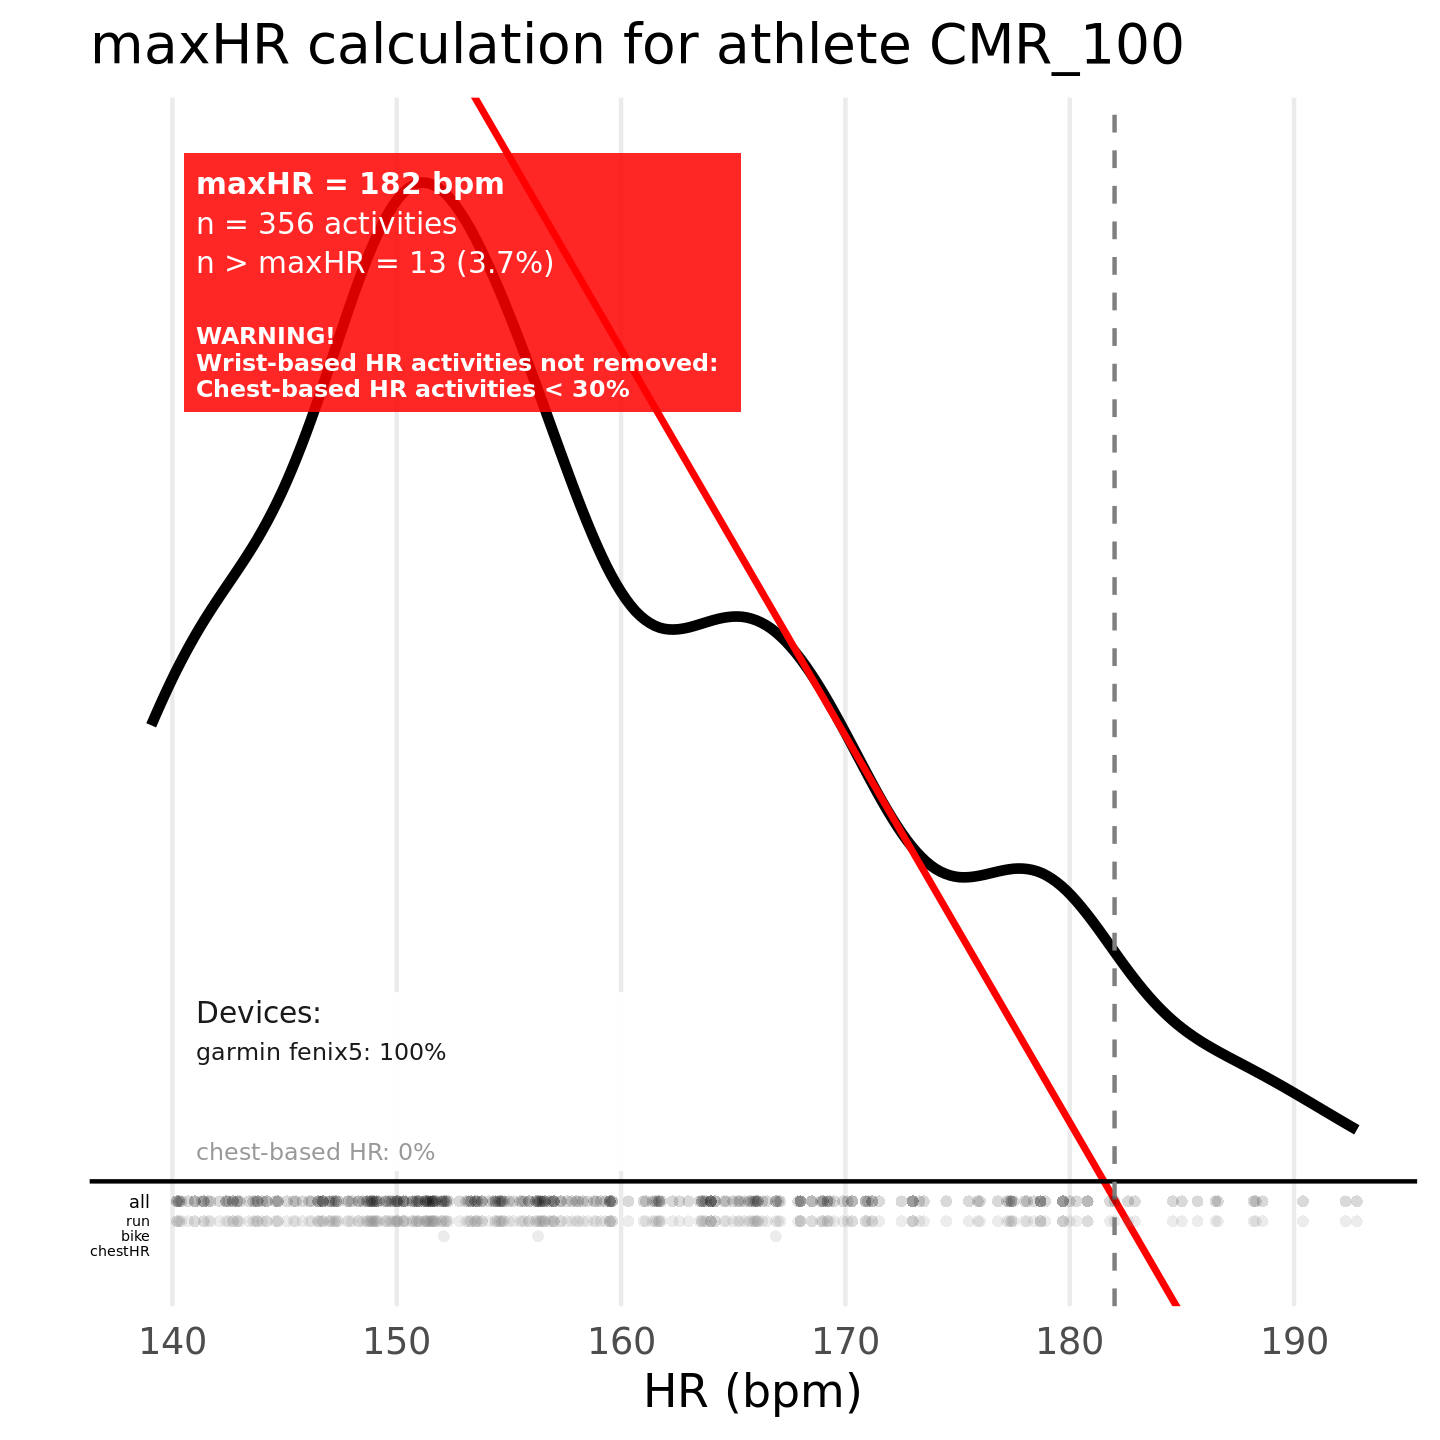 maxHR calculation for athlete CMR_100
maxHR = 182 bpm
n = 356 activities
n > maxHR = 13 (3.7%)
WARNING!
Wrist-based HR activities not removed:
Chest-based HR activities < 30%
Devices:
garmin fenix5: 100%
chest-based HR: 0%
all
run
bike
chestHR
140 150 160 170 180 190
HR (bpm)